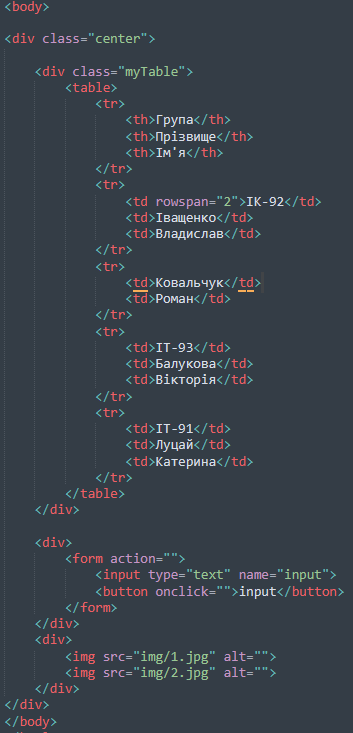 <body>
<div class="center">
<div class="myTable">
<table>
<tr>
<th>Група</th>
<th>Прізвище</th>
<th>Ім'я</th>
</tr>
<tr>
<td rowspan="2">ІК-92</td>
<td>Іващенко</td>
<td>Владислав</td>
</tr>
<tr>
<td>Ковальчук</td>
<td>Роман</td>
</tr>
<tr>
<td>ІТ-93</td>
<td>Балукова</td>
<td>Вікторія</td>
</tr>
<tr>
<td>ІТ-91</td>
<td>Луцай</td>
<td>Катерина</td>
</tr>
</table>
</div>
<div>
<form action="">
<input type="text" name="input">
<button onclick="">input</button>
</form>
</div>
<div>
<img src="img/1.jpg" alt="">
<img src="img/2.jpg" alt="">
</div>
</div>
</body>